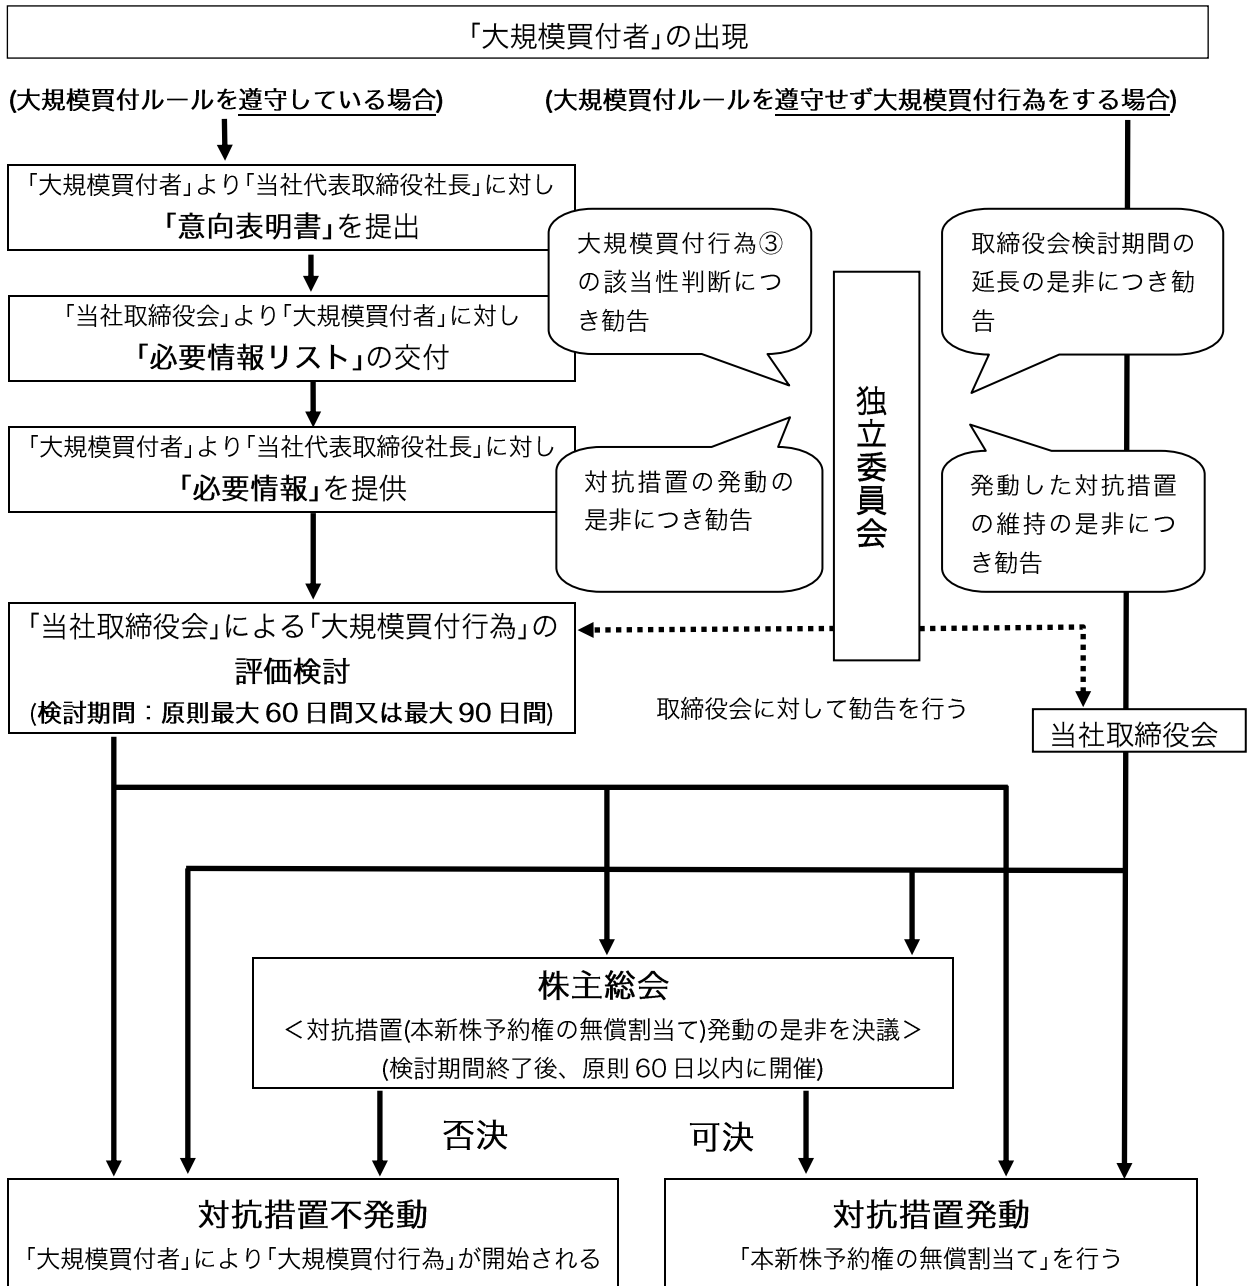 「大規模買付者」の出現
(大規模買付ルールを遵守している場合)
(大規模買付ルールを遵守せず大規模買付行為をする場合)
「大規模買付者」より「当社代表取締役社長」に対し
「意向表明書」を提出
「当社取締役会」より「大規模買付者」に対し
「必要情報リスト」の交付
「大規模買付者」より「当社代表取締役社長」に対し
「必要情報」を提供
「当社取締役会」による「大規模買付行為」の
評価検討
(検討期間：原則最大 60 日間又は最大 90 日間)
大規模買付行為③
の該当性判断につ
き勧告
対抗措置の発動の
是非につき勧告
独立委員会
取締役会検討期間の
延長の是非につき勧
告
発動した対抗措置
の維持の是非につ
き勧告
取締役会に対して勧告を行う
当社取締役会
株主総会
＜対抗措置(本新株予約権の無償割当て)発動の是非を決議＞
(検討期間終了後、原則 60 日以内に開催)
否決
可決
対抗措置不発動
「大規模買付者」により「大規模買付行為」が開始される
対抗措置発動
「本新株予約権の無償割当て」を行う